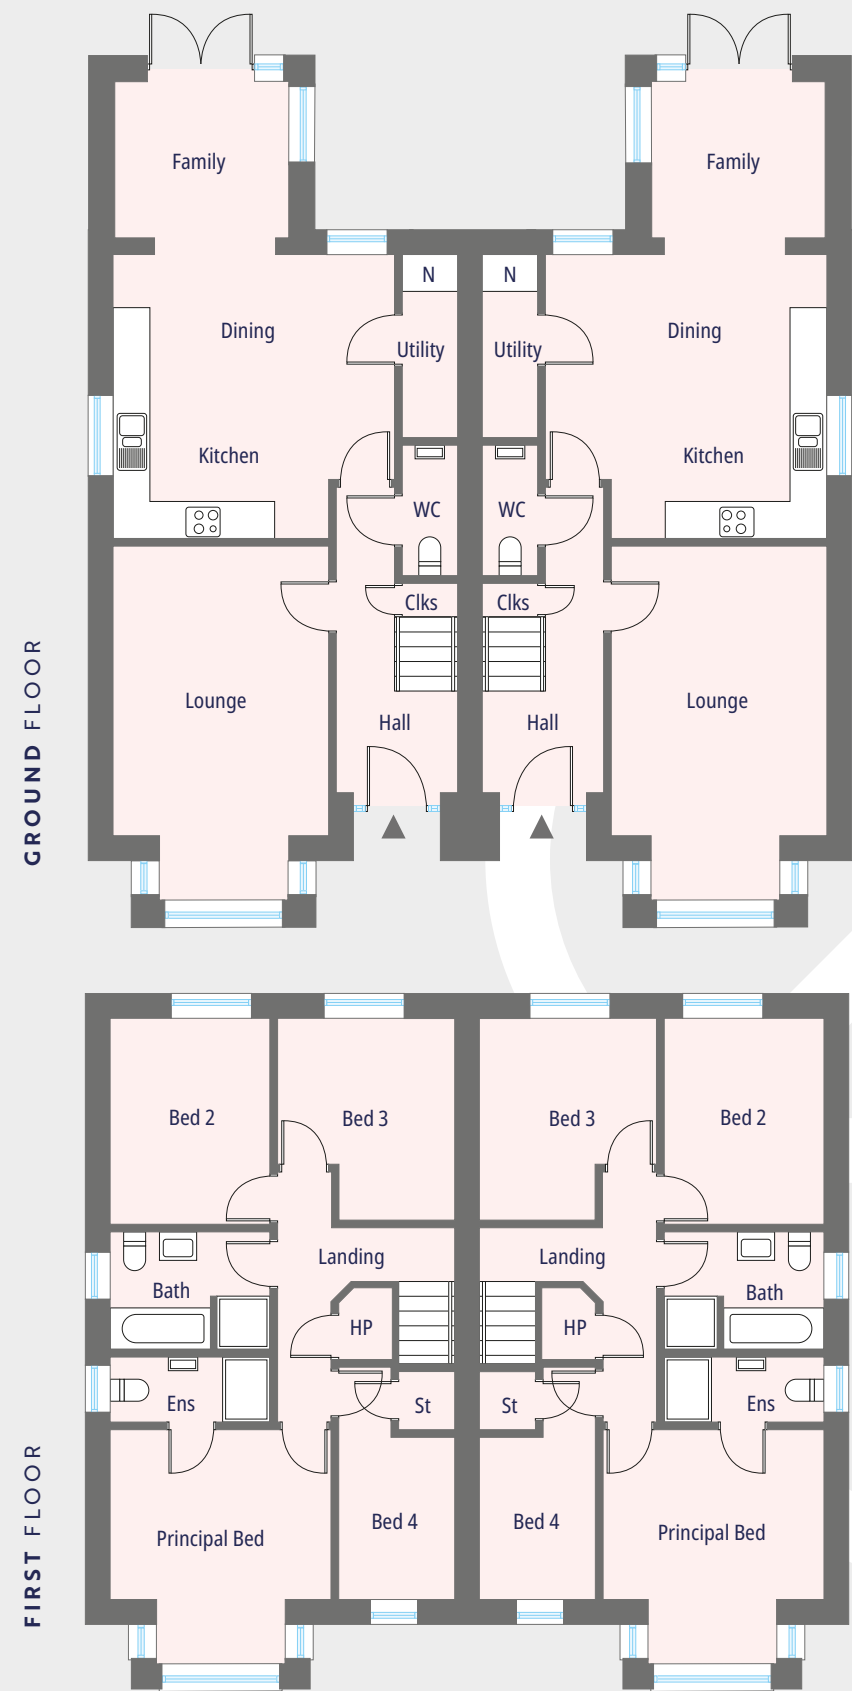 Family
Family
N
N
Dining
Utility
Utility
Dining
Kitchen
Kitchen
WC
WC
Clks
Clks
Lounge
Lounge
Hall
Hall
GROUND FLOOR
Bed 2
Bed 3
Bed 3
Bed 2
Landing
Landing
Bath
Bath
HP
HP
Ens
St
St
Ens
Principal Bed
Bed 4
Bed 4
Principal Bed
FIRST FLOOR